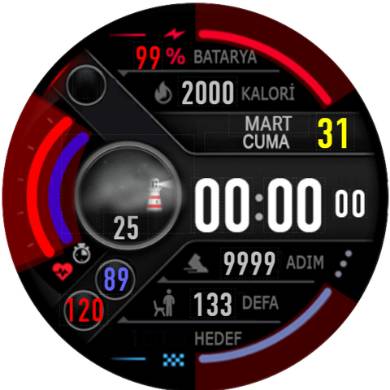 99 % BATARYA
2000 KALORİ
MART 31
CUMA
25
00:00 00
9999 ADIM
89
133 DEFA
120
HEDEF